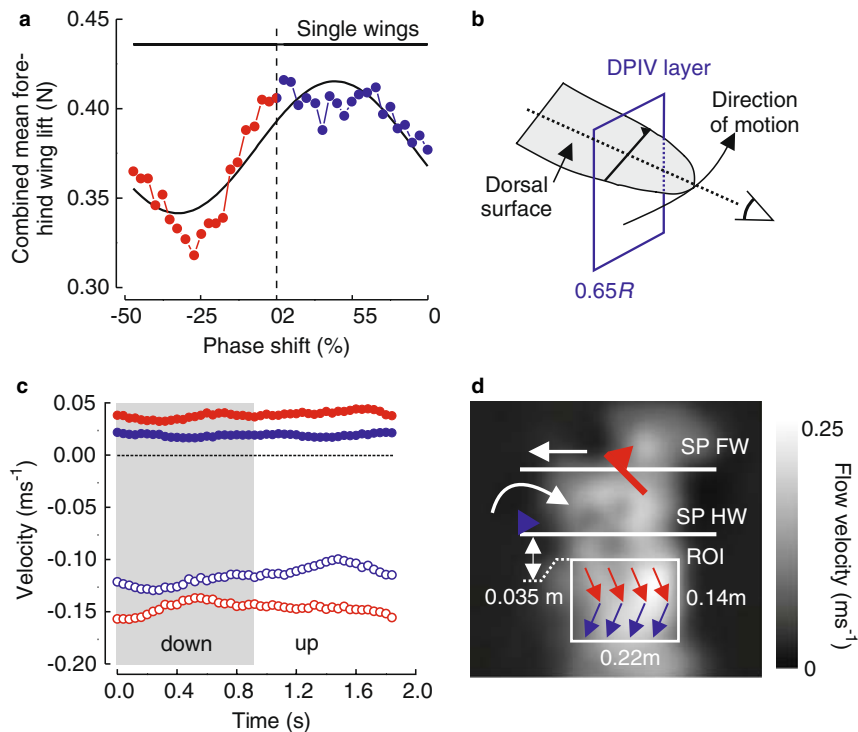 a
Single wings
Combined mean fore-
hind wing lift (N)
0.45
0.40
0.35
0.30
-50 -25 02 55 0
Phase shift (%)
b
DPIV layer
Direction
of motion
Dorsal
surface
0.65R
c
Velocity (ms-1)
0.05
0.00
-0.05
-0.10
-0.15
-0.20
down up
0.0 0.4 0.8 1.2 1.6 2.0
Time (s)
d
SP FW
SP HW
ROI
0.035 m
0.14m
0.22m
0.25
0
Flow velocity (ms-1)